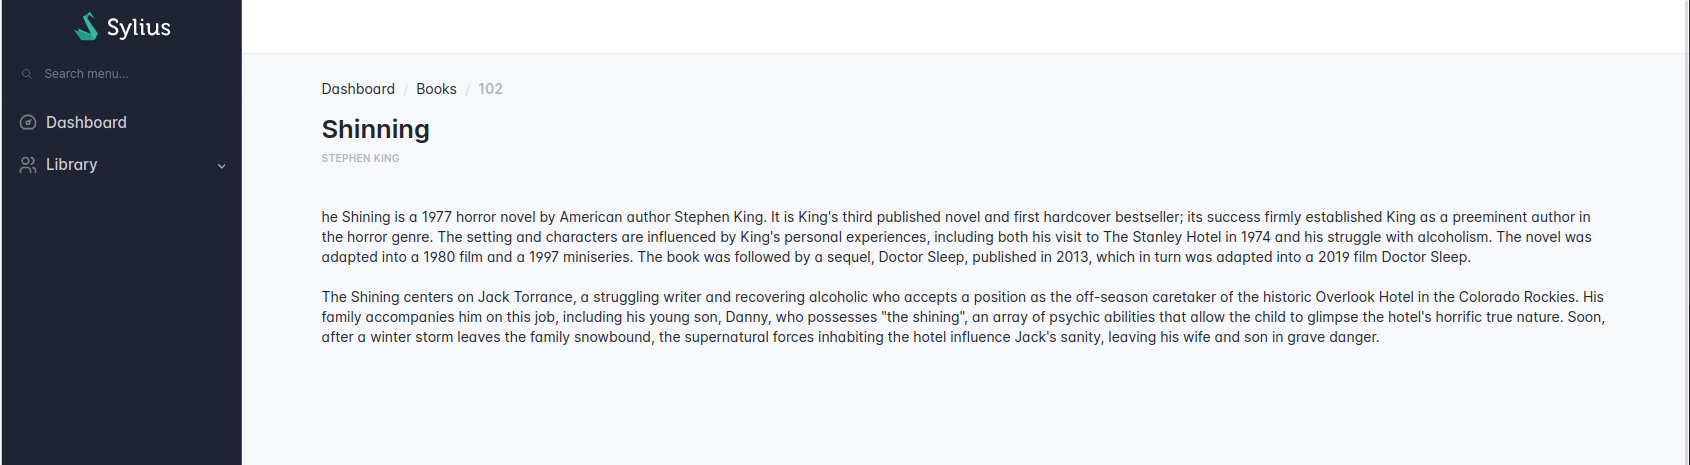 Sylius
Search menu...
Dashboard
Library
Dashboard / Books / 102
Shinning
STEPHEN KING
he Shining is a 1977 horror novel by American author Stephen King. It is King's third published novel and first hardcover bestseller; its success firmly established King as a preeminent author in
the horror genre. The setting and characters are influenced by King's personal experiences, including both his visit to The Stanley Hotel in 1974 and his struggle with alcoholism. The novel was
adapted into a 1980 film and a 1997 miniseries. The book was followed by a sequel, Doctor Sleep, published in 2013, which in turn was adapted into a 2019 film Doctor Sleep.
The Shining centers on Jack Torrance, a struggling writer and recovering alcoholic who accepts a position as the off-season caretaker of the historic Overlook Hotel in the Colorado Rockies. His
family accompanies him on this job, including his young son, Danny, who possesses "the shining", an array of psychic abilities that allow the child to glimpse the hotel's horrific true nature. Soon,
after a winter storm leaves the family snowbound, the supernatural forces inhabiting the hotel influence Jack's sanity, leaving his wife and son in grave danger.